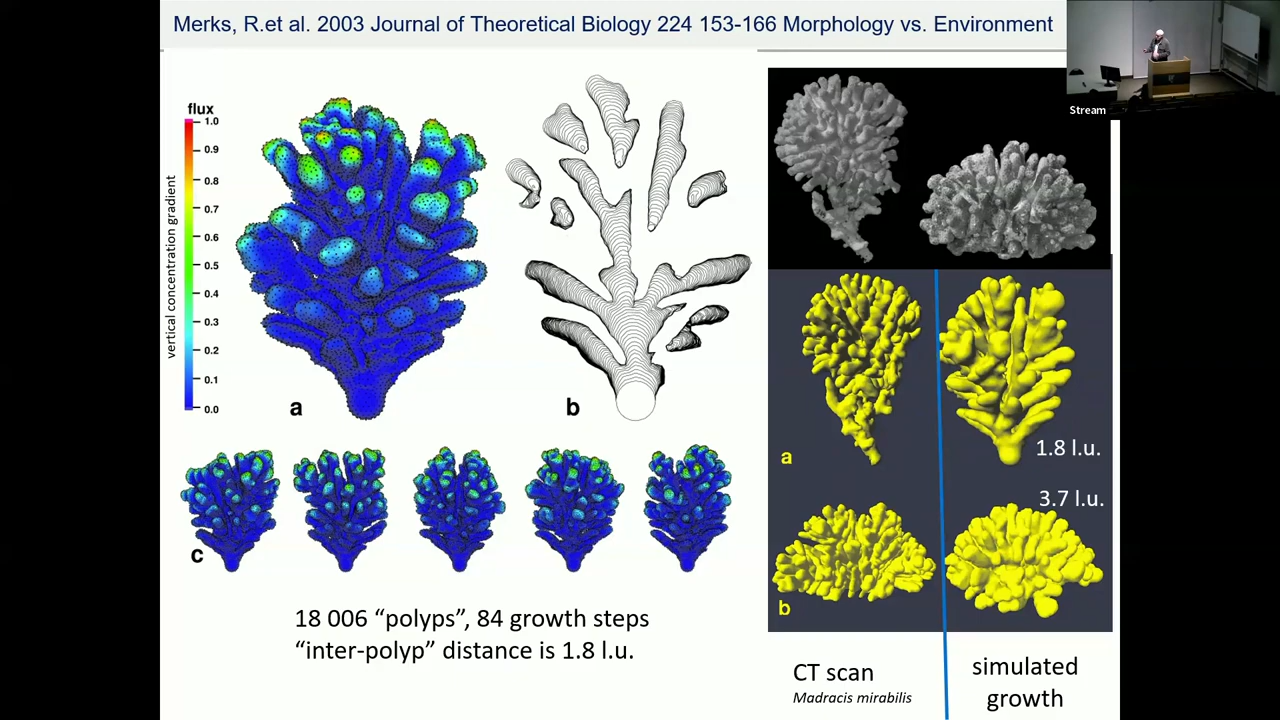 Merks, R.et al. 2003 Journal of Theoretical Biology 224 153-166 Morphology vs. Environment
Stream
flux
1.0
0.9
0.8
0.7
0.6
0.5
0.4
0.3
0.2
0.1
0.0
vertical concentration gradient
a
b
c
18 006 “polyps”, 84 growth steps
“inter-polyp” distance is 1.8 l.u.
a
1.8 l.u.
3.7 l.u.
b
CT scan
Madracis mirabilis
simulated
growth